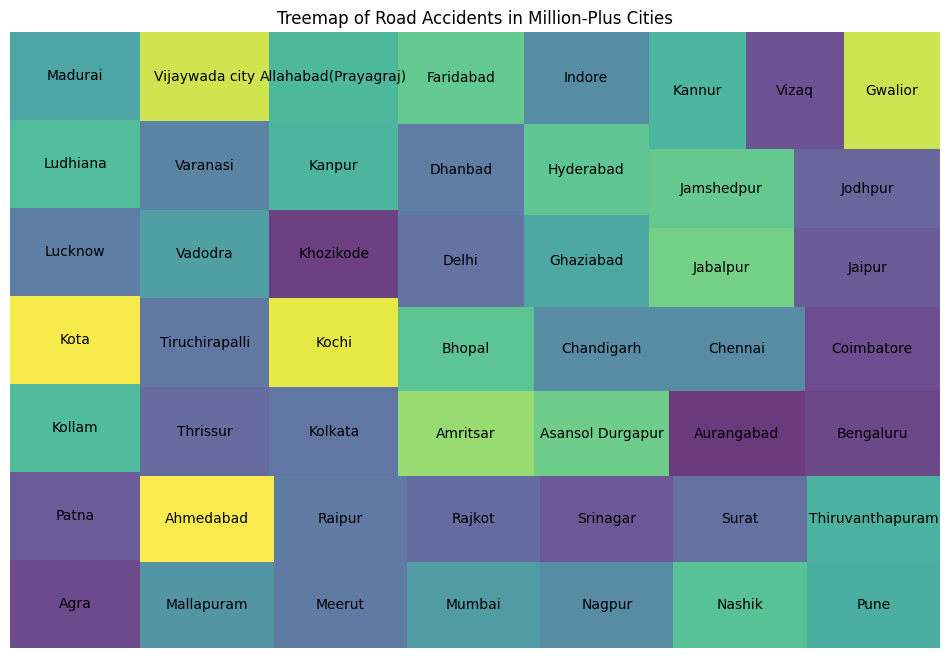 Treemap of Road Accidents in Million-Plus Cities
Madurai
Vijaywada city
Allahabad(Prayagraj)
Faridabad
Indore
Kannur
Vizaq
Gwalior
Ludhiana
Varanasi
Kanpur
Dhanbad
Hyderabad
Jamshedpur
Jodhpur
Lucknow
Vadodra
Khozikode
Delhi
Ghaziabad
Jabalpur
Jaipur
Kota
Tiruchirapalli
Kochi
Bhopal
Chandigarh
Chennai
Coimbatore
Kollam
Thrissur
Kolkata
Amritsar
Asansol Durgapur
Aurangabad
Bengaluru
Patna
Ahmedabad
Raipur
Rajkot
Srinagar
Surat
Thiruvanthapuram
Agra
Mallapuram
Meerut
Mumbai
Nagpur
Nashik
Pune